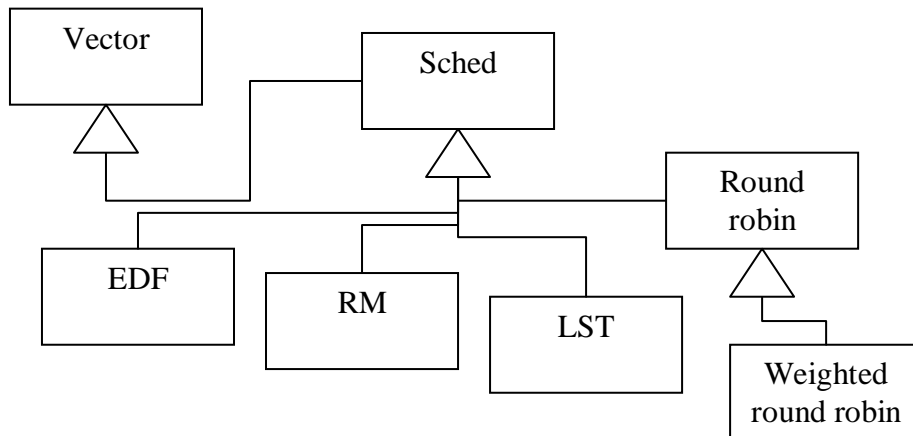 Vector
Sched
Round
robin
EDF
RM
LST
Weighted
round robin